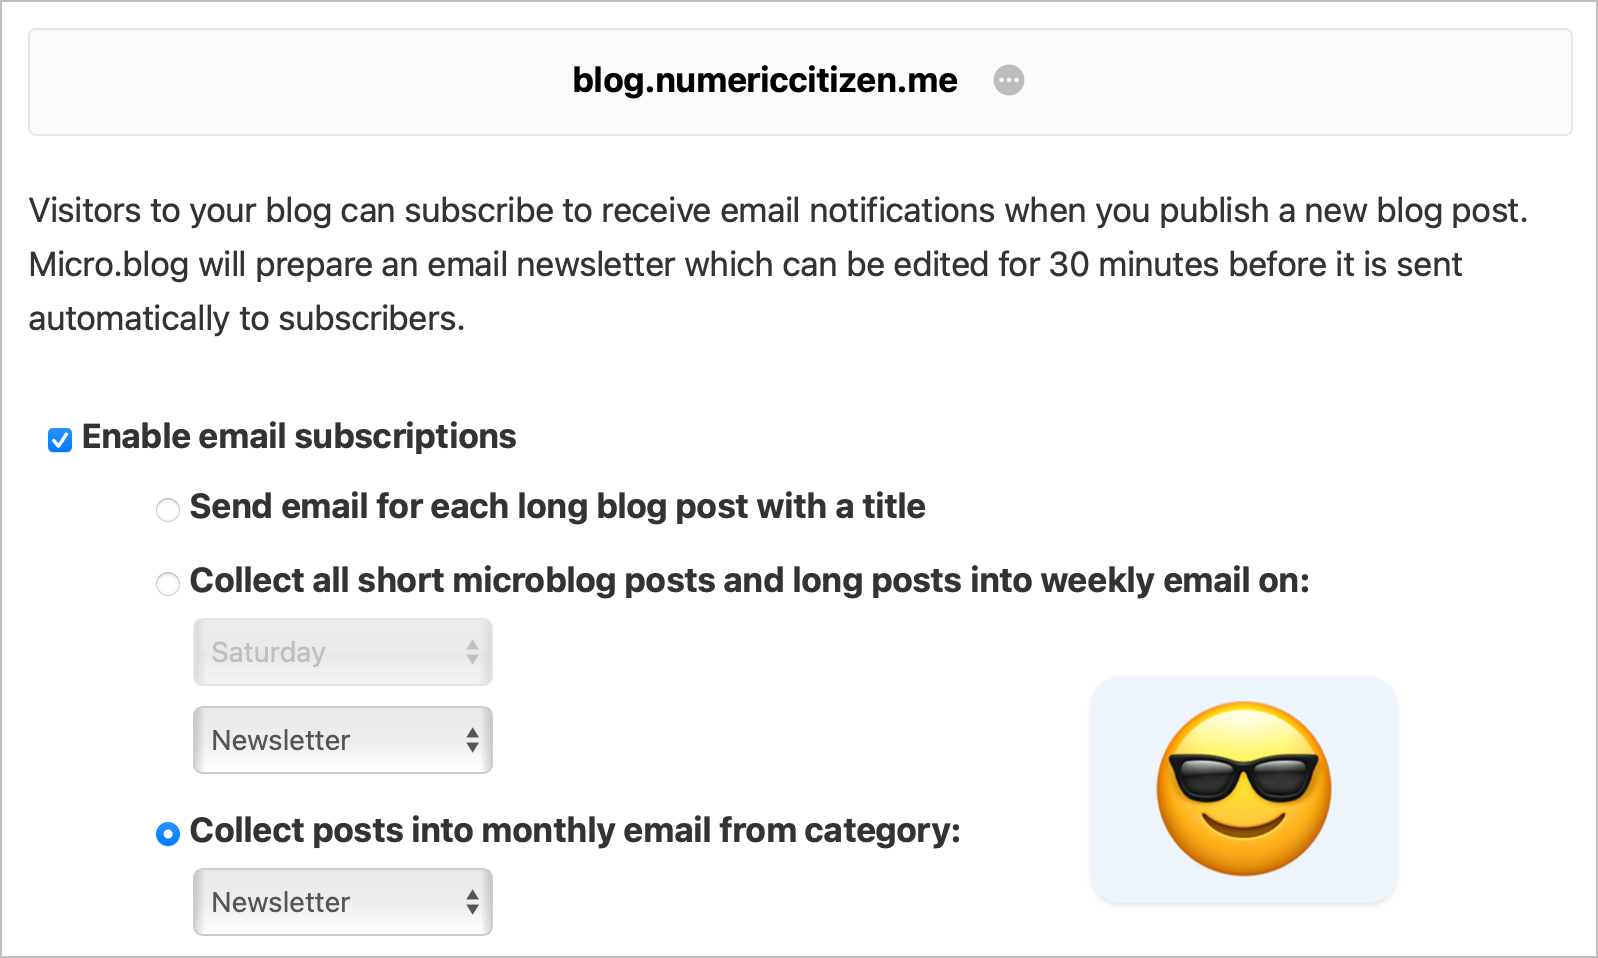 blog.numericcitizen.me
Visitors to your blog can subscribe to receive email notifications when you publish a new blog post.
Micro.blog will prepare an email newsletter which can be edited for 30 minutes before it is sent
automatically to subscribers.
Enable email subscriptions
Send email for each long blog post with a title
Collect all short microblog posts and long posts into weekly email on:
Saturday
Newsletter
Collect posts into monthly email from category:
Newsletter